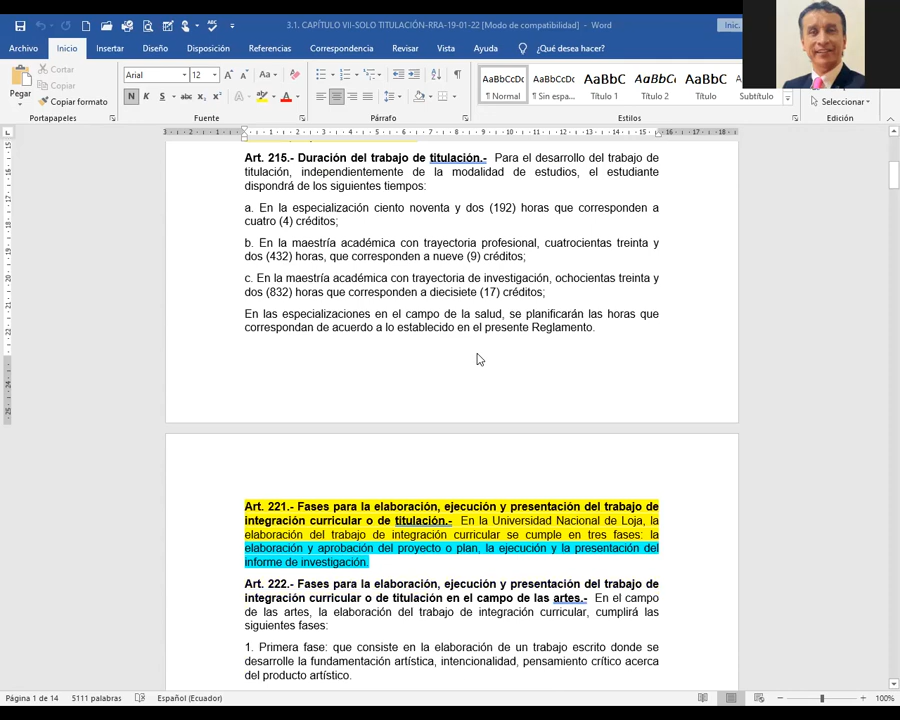 3.1. CAPÍTULO VII-SOLO TITULACIÓN-RRA-19-01-22 [Modo de compatibilidad] - Word
Inic.
Archivo Inicio Insertar Diseño Disposición Referencias Correspondencia Revisar Vista Ayuda ¿Qué desea hacer?
Pegar
Cortar
Copiar
Copiar formato
Portapapeles
Arial 12
Aa
N K S abc x₂ x²
Fuente
Párrafo
AaBbCcDc AaBbCcDc AaBbC AaBbCc AaBbC
¶ Normal ¶ Sin espa... Título 1 Título 2 Título Subtítulo
Estilos
Seleccionar
Edición
Art. 215.- Duración del trabajo de titulación.- Para el desarrollo del trabajo de
titulación, independientemente de la modalidad de estudios, el estudiante
dispondrá de los siguientes tiempos:
a. En la especialización ciento noventa y dos (192) horas que corresponden a
cuatro (4) créditos;
b. En la maestría académica con trayectoria profesional, cuatrocientas treinta y
dos (432) horas, que corresponden a nueve (9) créditos;
c. En la maestría académica con trayectoria de investigación, ochocientas treinta y
dos (832) horas que corresponden a diecisiete (17) créditos;
En las especializaciones en el campo de la salud, se planificarán las horas que
correspondan de acuerdo a lo establecido en el presente Reglamento.
Art. 221.- Fases para la elaboración, ejecución y presentación del trabajo de
integración curricular o de titulación.- En la Universidad Nacional de Loja, la
elaboración del trabajo de integración curricular se cumple en tres fases: la
elaboración y aprobación del proyecto o plan, la ejecución y la presentación del
informe de investigación.
Art. 222.- Fases para la elaboración, ejecución y presentación del trabajo de
integración curricular o de titulación en el campo de las artes.- En el campo
de las artes, la elaboración del trabajo de integración curricular, cumplirá las
siguientes fases:
1. Primera fase: que consiste en la elaboración de un trabajo escrito donde se
desarrolle la fundamentación artística, intencionalidad, pensamiento crítico acerca
del producto artístico.
Página 1 de 14 5111 palabras Español (Ecuador) 100%